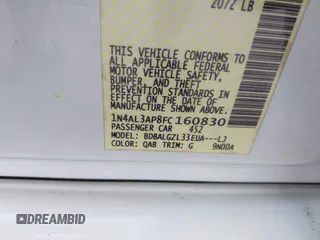 2072 LB
THIS VEHICLE CONFORMS TO
ALL APPLICABLE FEDERAL
MOTOR VEHICLE SAFETY,
BUMPER, AND THEFT
PREVENTION STANDARDS IN
EFFECT ON THE DATE OF
MANUFACTURE SHOWN ABOVE.
1N4AL3AP8FC160830
PASSENGER CAR 452
MODEL: BDBALGZL33EUA---LJ
COLOR: QAB TRIM: G 9N00A
DREAMBID